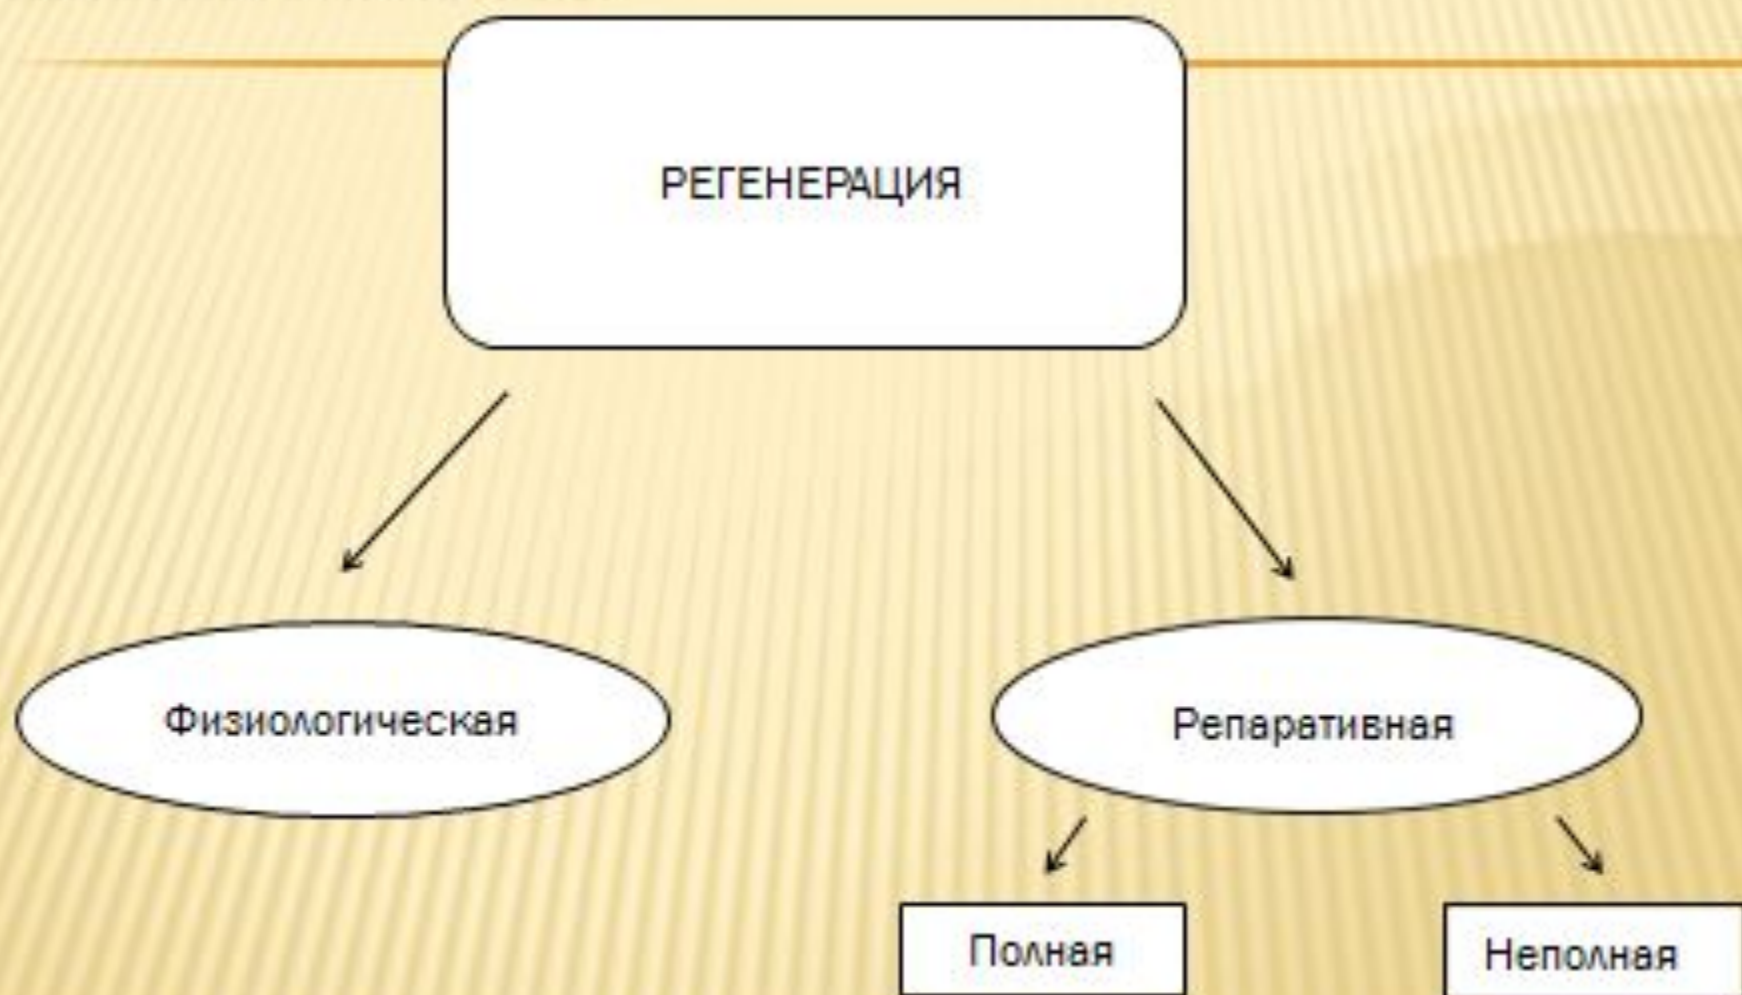 РЕГЕНЕРАЦИЯ
Физиологическая
Репаративная
Полная
Неполная